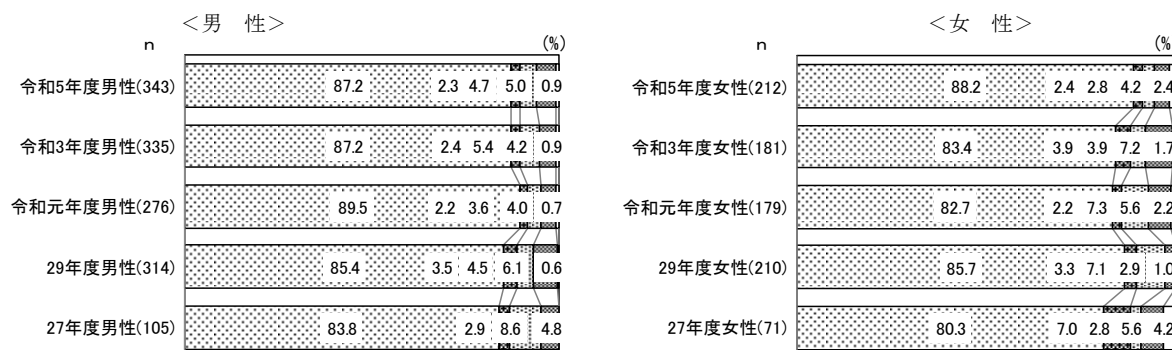 ＜男　性＞
n (%)
令和5年度男性(343) 87.2 2.3 4.7 5.0 0.9
令和3年度男性(335) 87.2 2.4 5.4 4.2 0.9
令和元年度男性(276) 89.5 2.2 3.6 4.0 0.7
29年度男性(314) 85.4 3.5 4.5 6.1 0.6
27年度男性(105) 83.8 2.9 8.6 4.8
＜女　性＞
n (%
令和5年度女性(212) 88.2 2.4 2.8 4.2 2.4
令和3年度女性(181) 83.4 3.9 3.9 7.2 1.7
令和元年度女性(179) 82.7 2.2 7.3 5.6 2.2
29年度女性(210) 85.7 3.3 7.1 2.9 1.0
27年度女性(71) 80.3 7.0 2.8 5.6 4.2